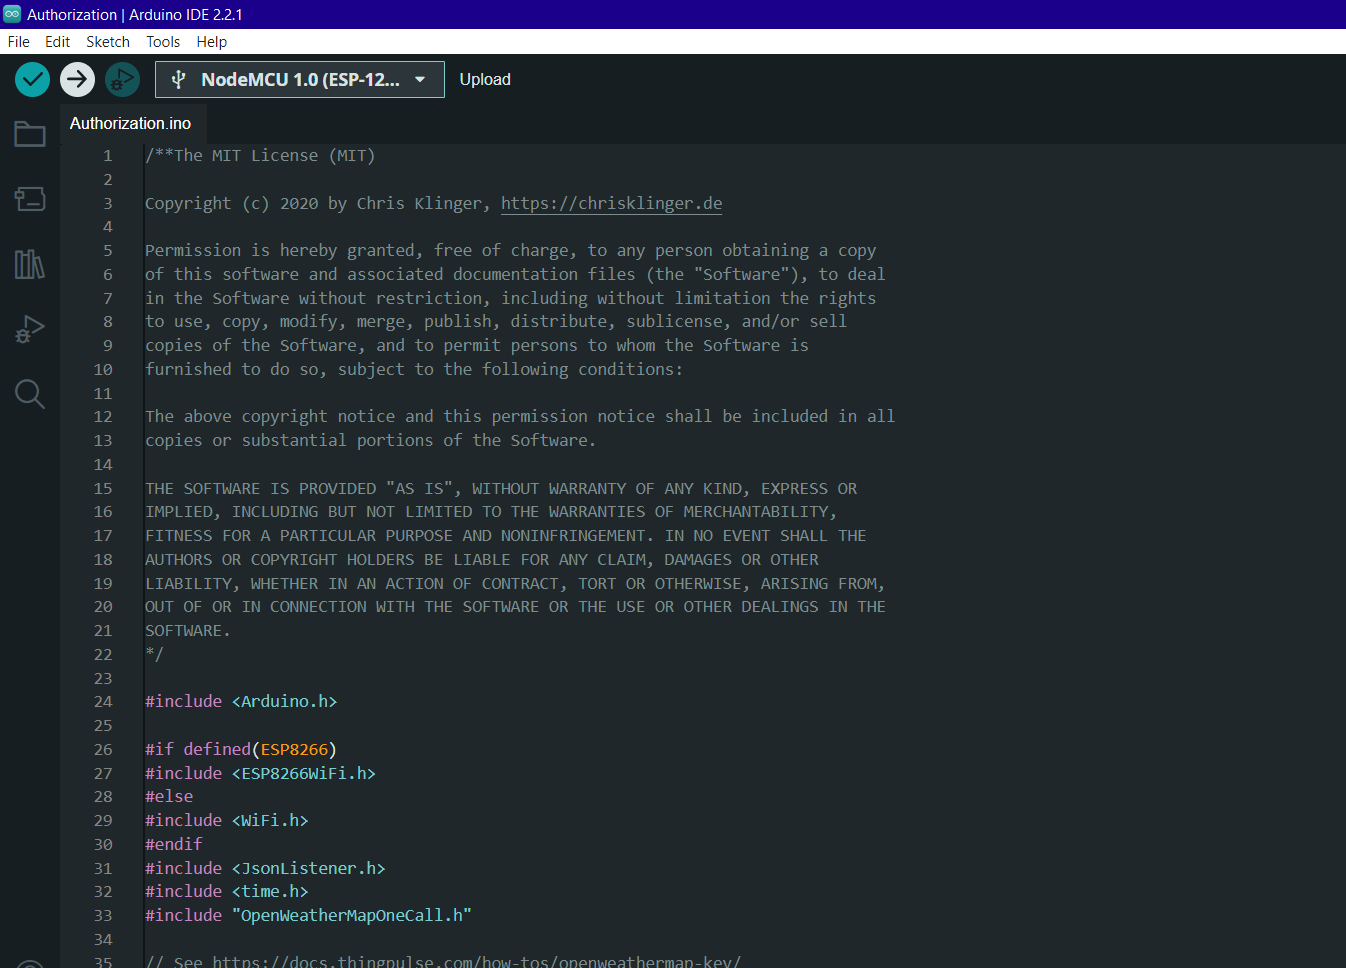 Authorization | Arduino IDE 2.2.1
File Edit Sketch Tools Help
NodeMCU 1.0 (ESP-12... Upload
Authorization.ino
1 /**The MIT License (MIT)
2
3 Copyright (c) 2020 by Chris Klinger, https://chrisklinger.de
4
5 Permission is hereby granted, free of charge, to any person obtaining a copy
6 of this software and associated documentation files (the "Software"), to deal
7 in the Software without restriction, including without limitation the rights
8 to use, copy, modify, merge, publish, distribute, sublicense, and/or sell
9 copies of the Software, and to permit persons to whom the Software is
10 furnished to do so, subject to the following conditions:
11
12 The above copyright notice and this permission notice shall be included in all
13 copies or substantial portions of the Software.
14
15 THE SOFTWARE IS PROVIDED "AS IS", WITHOUT WARRANTY OF ANY KIND, EXPRESS OR
16 IMPLIED, INCLUDING BUT NOT LIMITED TO THE WARRANTIES OF MERCHANTABILITY,
17 FITNESS FOR A PARTICULAR PURPOSE AND NONINFRINGEMENT. IN NO EVENT SHALL THE
18 AUTHORS OR COPYRIGHT HOLDERS BE LIABLE FOR ANY CLAIM, DAMAGES OR OTHER
19 LIABILITY, WHETHER IN AN ACTION OF CONTRACT, TORT OR OTHERWISE, ARISING FROM,
20 OUT OF OR IN CONNECTION WITH THE SOFTWARE OR THE USE OR OTHER DEALINGS IN THE
21 SOFTWARE.
22 */
23
24 #include <Arduino.h>
25
26 #if defined(ESP8266)
27 #include <ESP8266WiFi.h>
28 #else
29 #include <WiFi.h>
30 #endif
31 #include <JsonListener.h>
32 #include <time.h>
33 #include "OpenWeatherMapOneCall.h"
34
35 // See https://docs.thingpulse.com/how-tos/openweathermap-key/